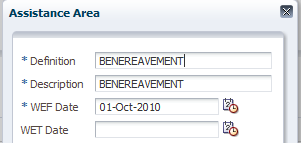 Assistance Area
* Definition BENEREAVEMENT
* Description BENEREAVEMENT
* WEF Date 01-Oct-2010
WET Date